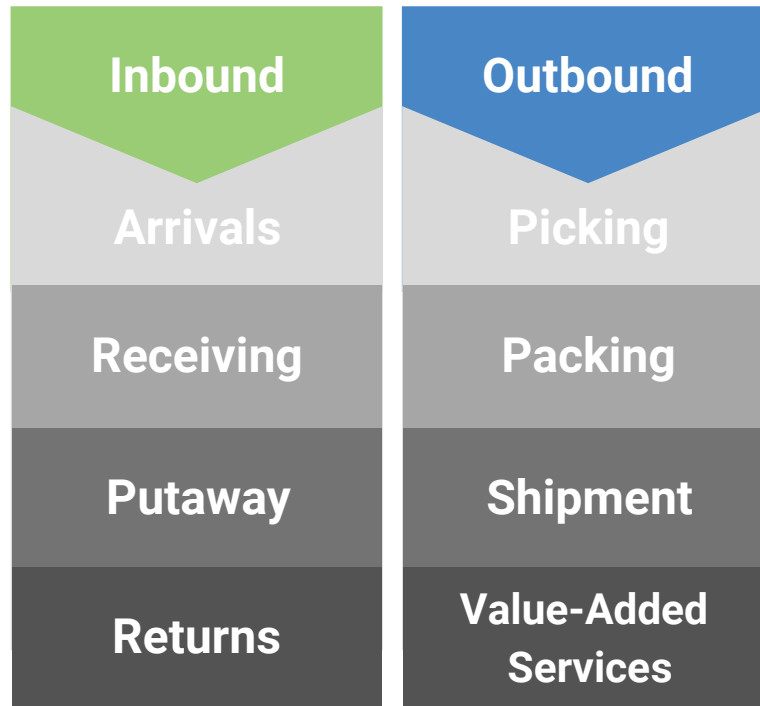 Inbound
Arrivals
Receiving
Putaway
Returns
Outbound
Picking
Packing
Shipment
Value-Added
Services